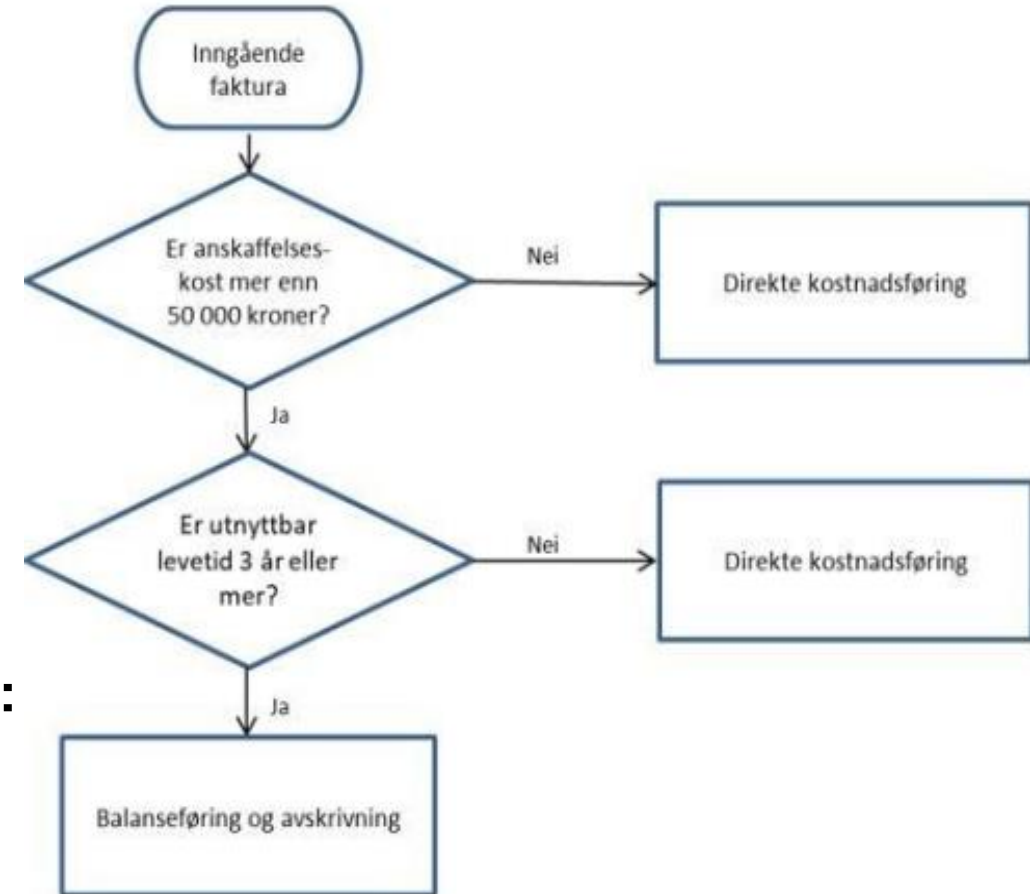 Inngående
faktura
Er anskaffelses-
kost mer enn
50 000 kroner?
Nei
Direkte kostnadsføring
Ja
Er utnyttbar
levetid 3 år eller
mer?
Nei
Direkte kostnadsføring
:
Ja
Balanseføring og avskrivning